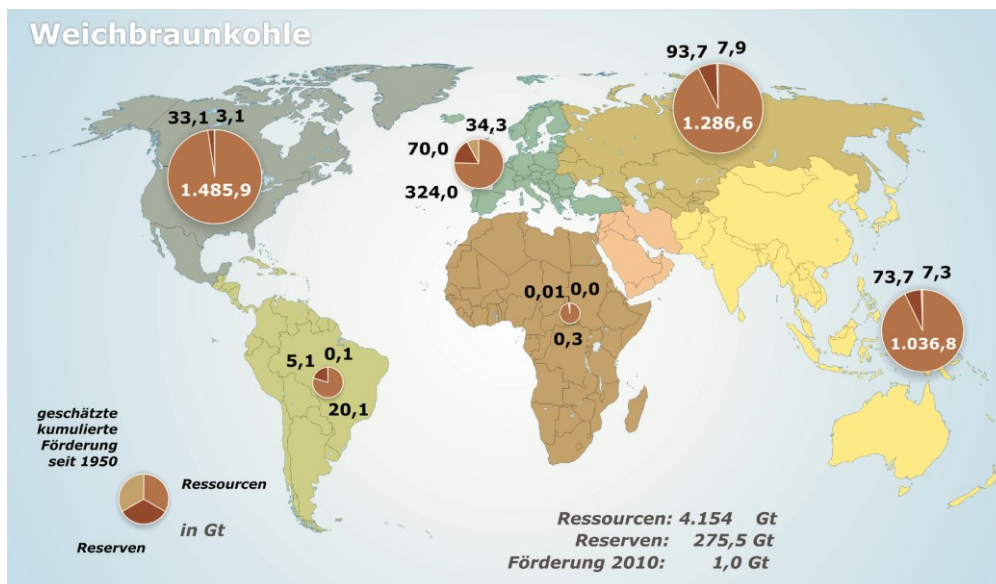 Weichbraunkohle
93,7 7,9
1.286,6
33,1 3,1
1.485,9
34,3
70,0
324,0
73,7 7,3
1.036,8
0,01 0,0
0,3
5,1 0,1
20,1
geschätzte
kumulierte
Förderung
seit 1950
Ressourcen
in Gt
Reserven
Ressourcen: 4.154 Gt
Reserven: 275,5 Gt
Förderung 2010: 1,0 Gt